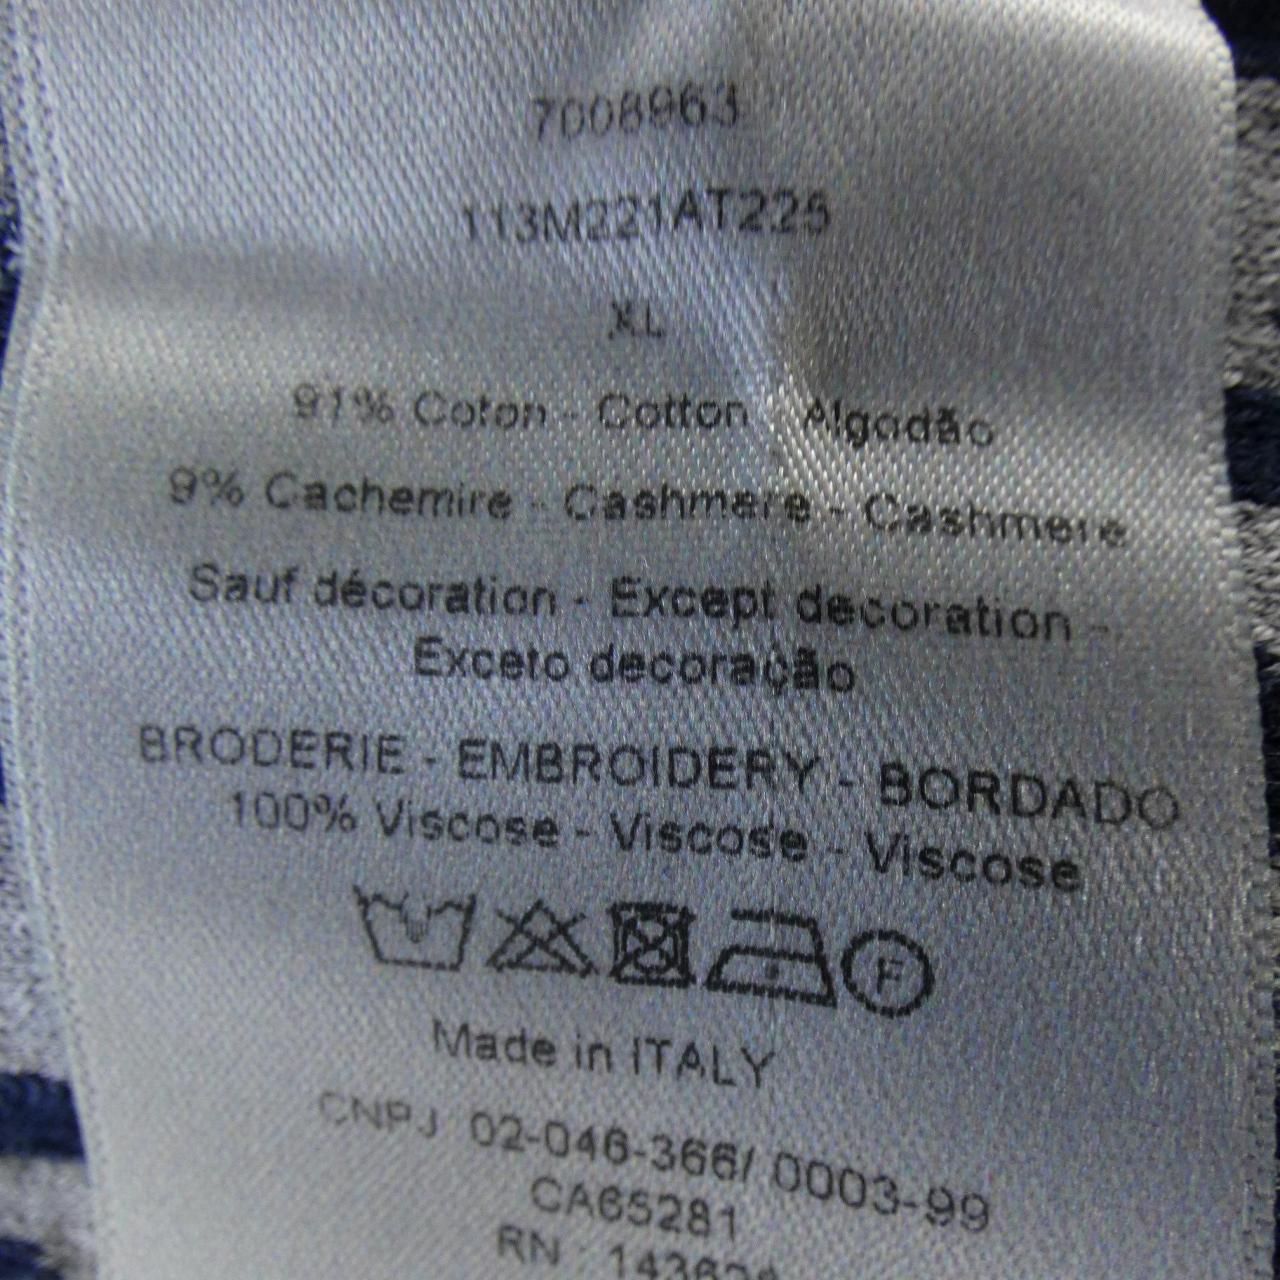 7008963
113M221AT225
XL
91% Coton - Cotton - Algodão
9% Cachemire - Cashmere - Cashmere
Sauf décoration - Except decoration -
Exceto decoração
BRODERIE - EMBROIDERY - BORDADO
100% Viscose - Viscose - Viscose
F
Made in ITALY
CNPJ 02-046-366/ 0003-99
CA65281
RN